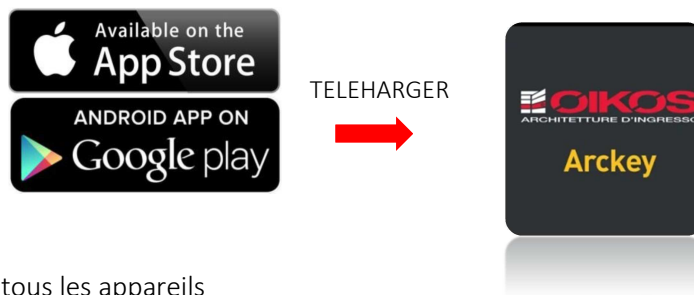 Available on the
App Store
ANDROID APP ON
Google play
TELEHARGER
OIKOS
ARCHITETTURE D'INGRESSO
Arckey
tous les appareils